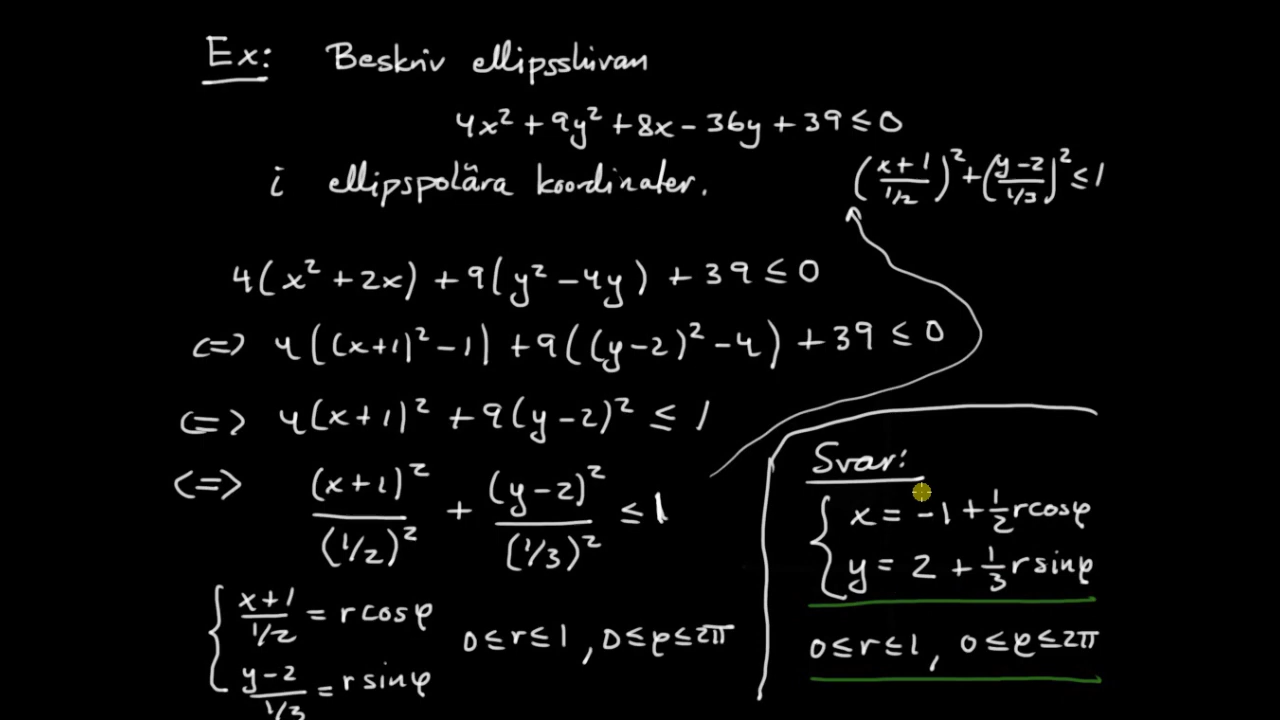 Ex: Beskriv ellipsskivan
4x² + 9y² + 8x - 36y + 39 ≤ 0
i ellipspolära koordinater.
((x+1)/(1/2))² + ((y-2)/(1/3))² ≤ 1
4(x² + 2x) + 9(y² - 4y) + 39 ≤ 0
<=> 4((x+1)² - 1) + 9((y-2)² - 4) + 39 ≤ 0
<=> 4(x+1)² + 9(y-2)² ≤ 1
<=> (x+1)²/(1/2)² + (y-2)²/(1/3)² ≤ 1
{ (x+1)/(1/2) = r cosφ
(y-2)/(1/3) = r sinφ
0 ≤ r ≤ 1, 0 ≤ φ ≤ 2π
Svar:
{ x = -1 + 1/2 r cosφ
y = 2 + 1/3 r sinφ
0 ≤ r ≤ 1, 0 ≤ φ ≤ 2π